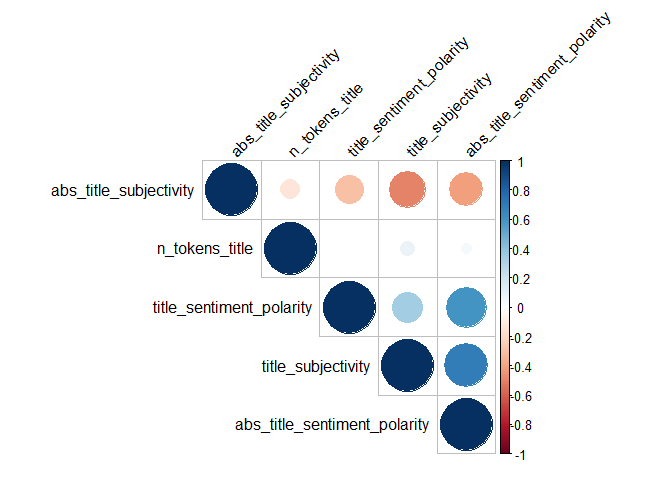 abs_title_subjectivity
n_tokens_title
title_sentiment_polarity
title_subjectivity
abs_title_sentiment_polarity
abs_title_subjectivity
n_tokens_title
title_sentiment_polarity
title_subjectivity
abs_title_sentiment_polarity
1
0.8
0.6
0.4
0.2
0
-0.2
-0.4
-0.6
-0.8
-1